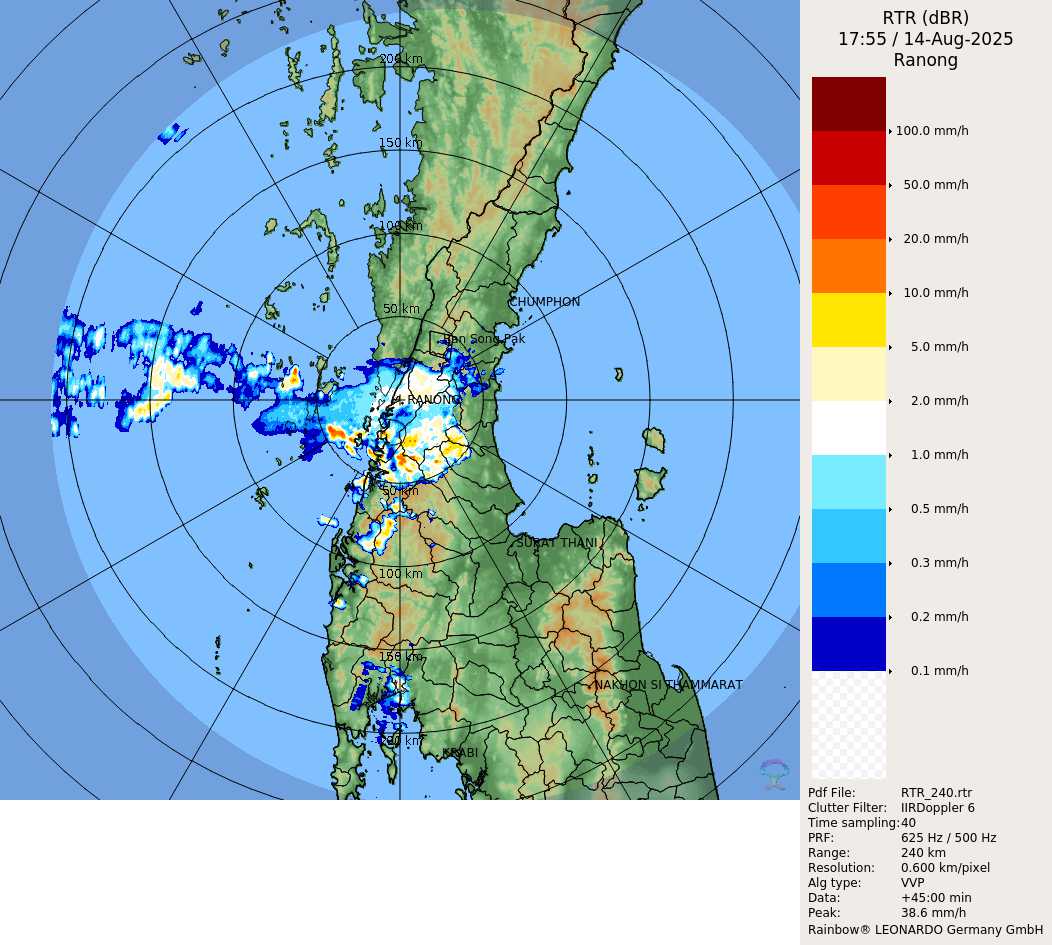 RTR (dBR)
17:55 / 14-Aug-2025
Ranong
100.0 mm/h
50.0 mm/h
20.0 mm/h
10.0 mm/h
5.0 mm/h
2.0 mm/h
1.0 mm/h
0.5 mm/h
0.3 mm/h
0.2 mm/h
0.1 mm/h
Pdf File: RTR_240.rtr
Clutter Filter: IIRDoppler 6
Time sampling:40
PRF: 625 Hz / 500 Hz
Range: 240 km
Resolution: 0.600 km/pixel
Alg type: VVP
Data: +45:00 min
Peak: 38.6 mm/h
Rainbow® LEONARDO Germany GmbH
200 km
150 km
100 km
CHUMPHON
50 km
Ban Song Pak
RANONG
50 km
SURAT THANI
100 km
150 km
NAKHON SI THAMMARAT
200 km
KRABI